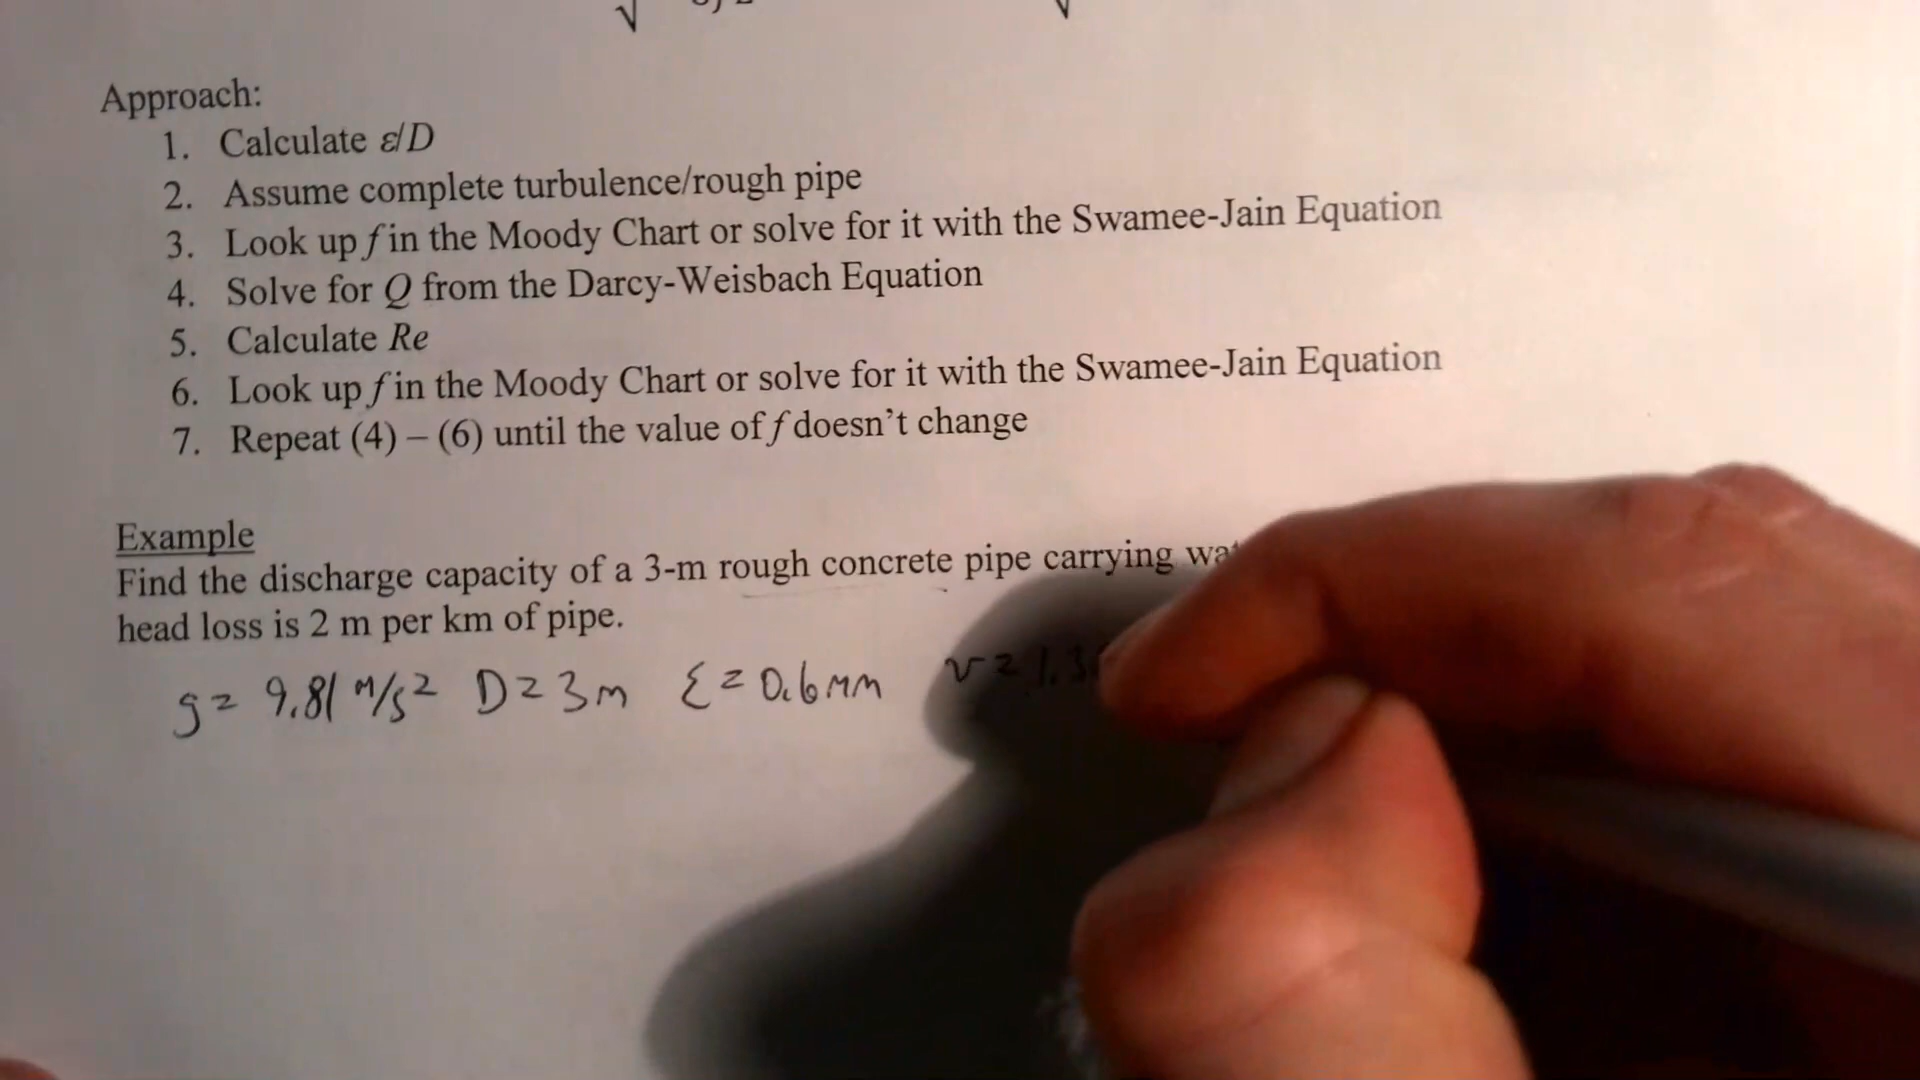 Approach:
1. Calculate ε/D
2. Assume complete turbulence/rough pipe
3. Look up f in the Moody Chart or solve for it with the Swamee-Jain Equation
4. Solve for Q from the Darcy-Weisbach Equation
5. Calculate Re
6. Look up f in the Moody Chart or solve for it with the Swamee-Jain Equation
7. Repeat (4) – (6) until the value of f doesn't change
Example
Find the discharge capacity of a 3-m rough concrete pipe carrying
head loss is 2 m per km of pipe.
g = 9.81 m/s² D = 3m ε = 0.6mm ν = 1.3